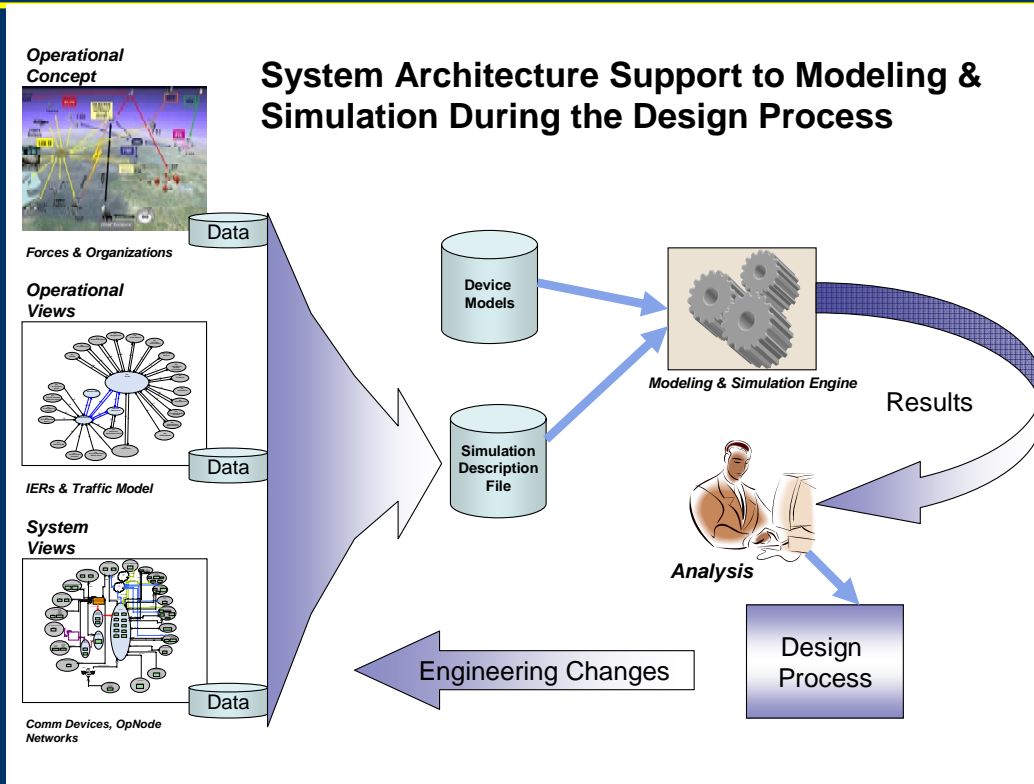 Operational
Concept
System Architecture Support to Modeling &
Simulation During the Design Process
Data
Forces & Organizations
Operational
Views
Data
IERs & Traffic Model
System
Views
Data
Comm Devices, OpNode
Networks
Device
Models
Simulation
Description
File
Modeling & Simulation Engine
Results
Analysis
Design
Process
Engineering Changes